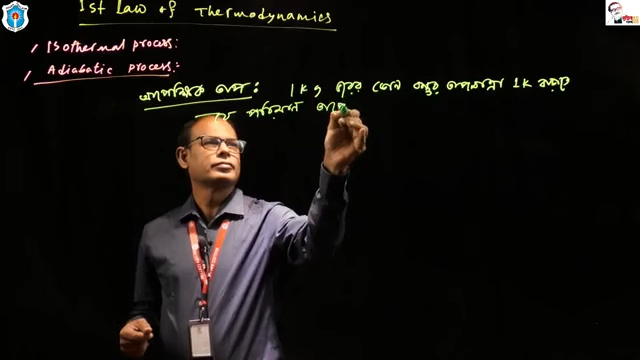 1st Law of Thermodynamics
/ Isothermal process:
/ Adiabatic process:-
আপেক্ষিক তাপ: 1 kg ভরের কোন বস্তুর তাপমাত্রা 1K বাড়াতে
যে পরিমাণ তাপ